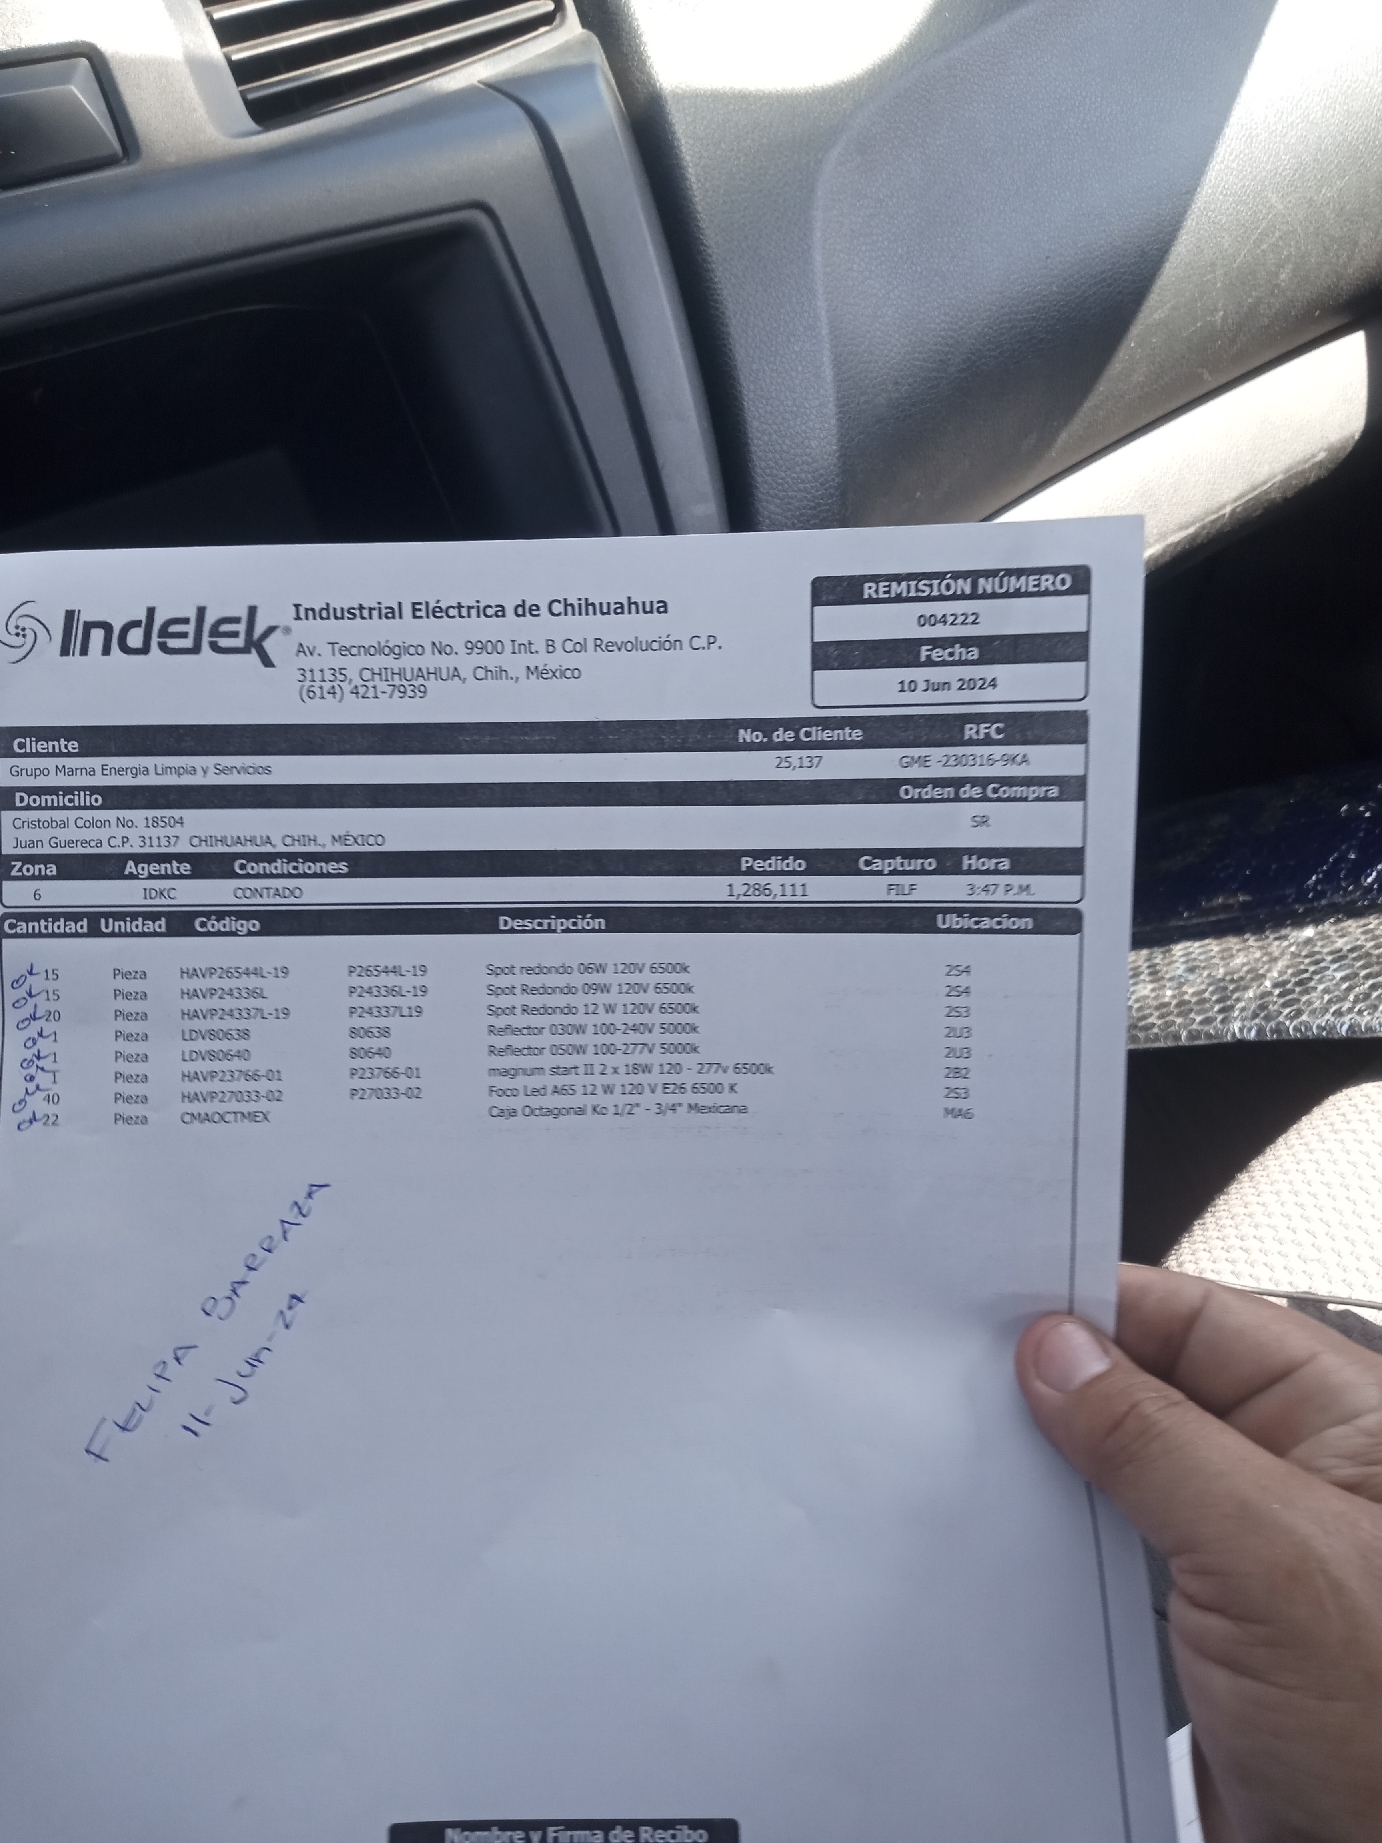 Indelek
Industrial Eléctrica de Chihuahua
Av. Tecnológico No. 9900 Int. B Col Revolución C.P.
31135, CHIHUAHUA, Chih., México
(614) 421-7939
REMISIÓN NÚMERO
004222
Fecha
10 Jun 2024
Cliente No. de Cliente RFC
Grupo Marna Energia Limpia y Servicios 25,137 GME -230316-9KA
Domicilio Orden de Compra
Cristobal Colon No. 18504 SR
Juan Guereca C.P. 31137 CHIHUAHUA, CHIH., MÉXICO
Zona Agente Condiciones Pedido Capturo Hora
6 IDKC CONTADO 1,286,111 FILF 3:47 P.M.
Cantidad Unidad Código Descripción Ubicacion
OK 15 Pieza HAVP26544L-19 P26544L-19 Spot redondo 06W 120V 6500k 2S4
OK 15 Pieza HAVP24336L P24336L-19 Spot Redondo 09W 120V 6500k 2S4
OK 20 Pieza HAVP24337L-19 P24337L19 Spot Redondo 12 W 120V 6500k 2S3
OK 1 Pieza LDV80638 80638 Reflector 030W 100-240V 5000k 2U3
OK 1 Pieza LDV80640 80640 Reflector 050W 100-277V 5000k 2U3
OK 1 Pieza HAVP23766-01 P23766-01 magnum start II 2 x 18W 120 - 277v 6500k 2B2
OK 40 Pieza HAVP27033-02 P27033-02 Foco Led A65 12 W 120 V E26 6500 K 2S3
OK 22 Pieza CMAOCTMEX Caja Octagonal Ko 1/2" - 3/4" Mexicana MA6
FELIPA BARRAZA
11-Jun-24
Nombre y Firma de Recibo